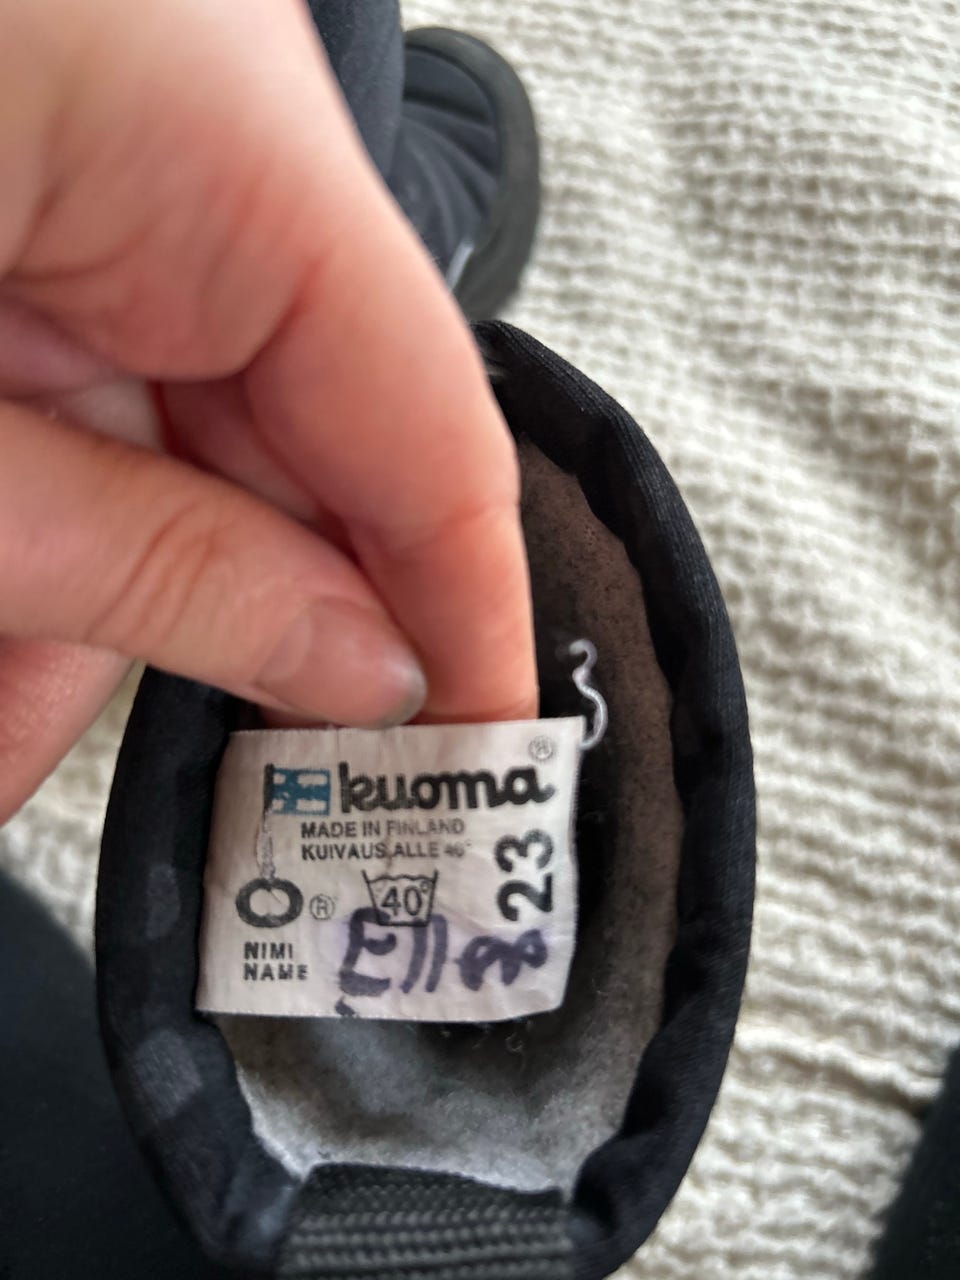 kuoma®
MADE IN FINLAND
KUIVAUS ALLE 40°
23
®
40°
NIMI
NAME